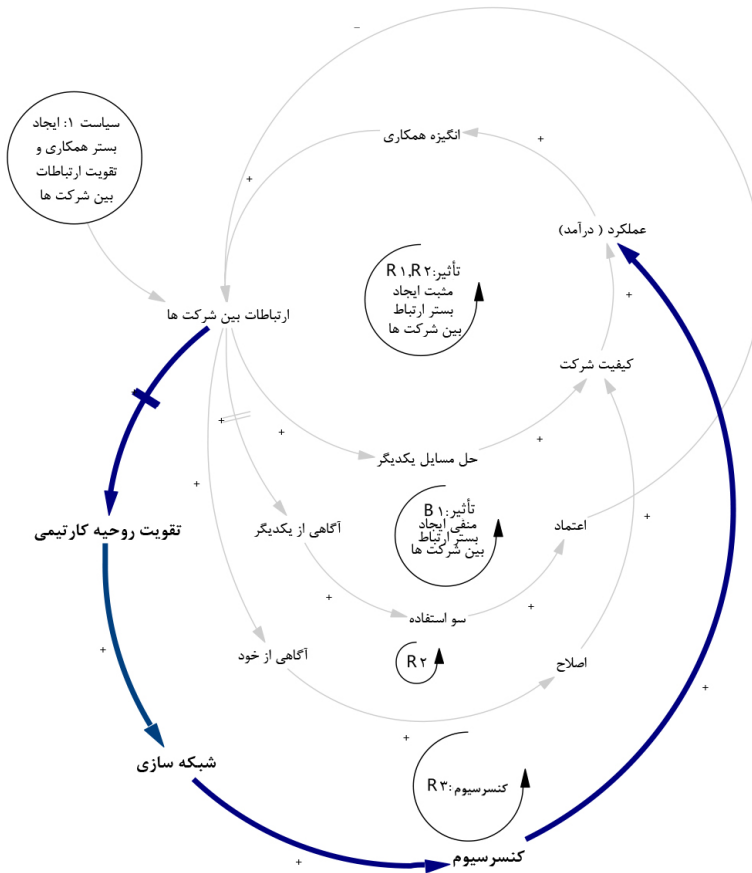 سیاست ۱: ایجاد
بستر همکاری و
تقویت ارتباطات
بین شرکت ها
–
انگیزه همکاری
+
+
عملکرد ( درآمد)
تأثیر:R۱,R۲
مثبت ایجاد
بستر ارتباط
بین شرکت ها
+
ارتباطات بین شرکت ها
کیفیت شرکت
+
+
+
+
حل مسایل یکدیگر
+
تأثیر:B۱
منفی ایجاد
بستر ارتباط
بین شرکت ها
+
اعتماد
آگاهی از یکدیگر
تقویت روحیه کارتیمی
+
+
سو استفاده
+
آگاهی از خود
R۲
اصلاح
+
+
شبکه سازی
کنسرسیوم:R۳
کنسرسیوم
+